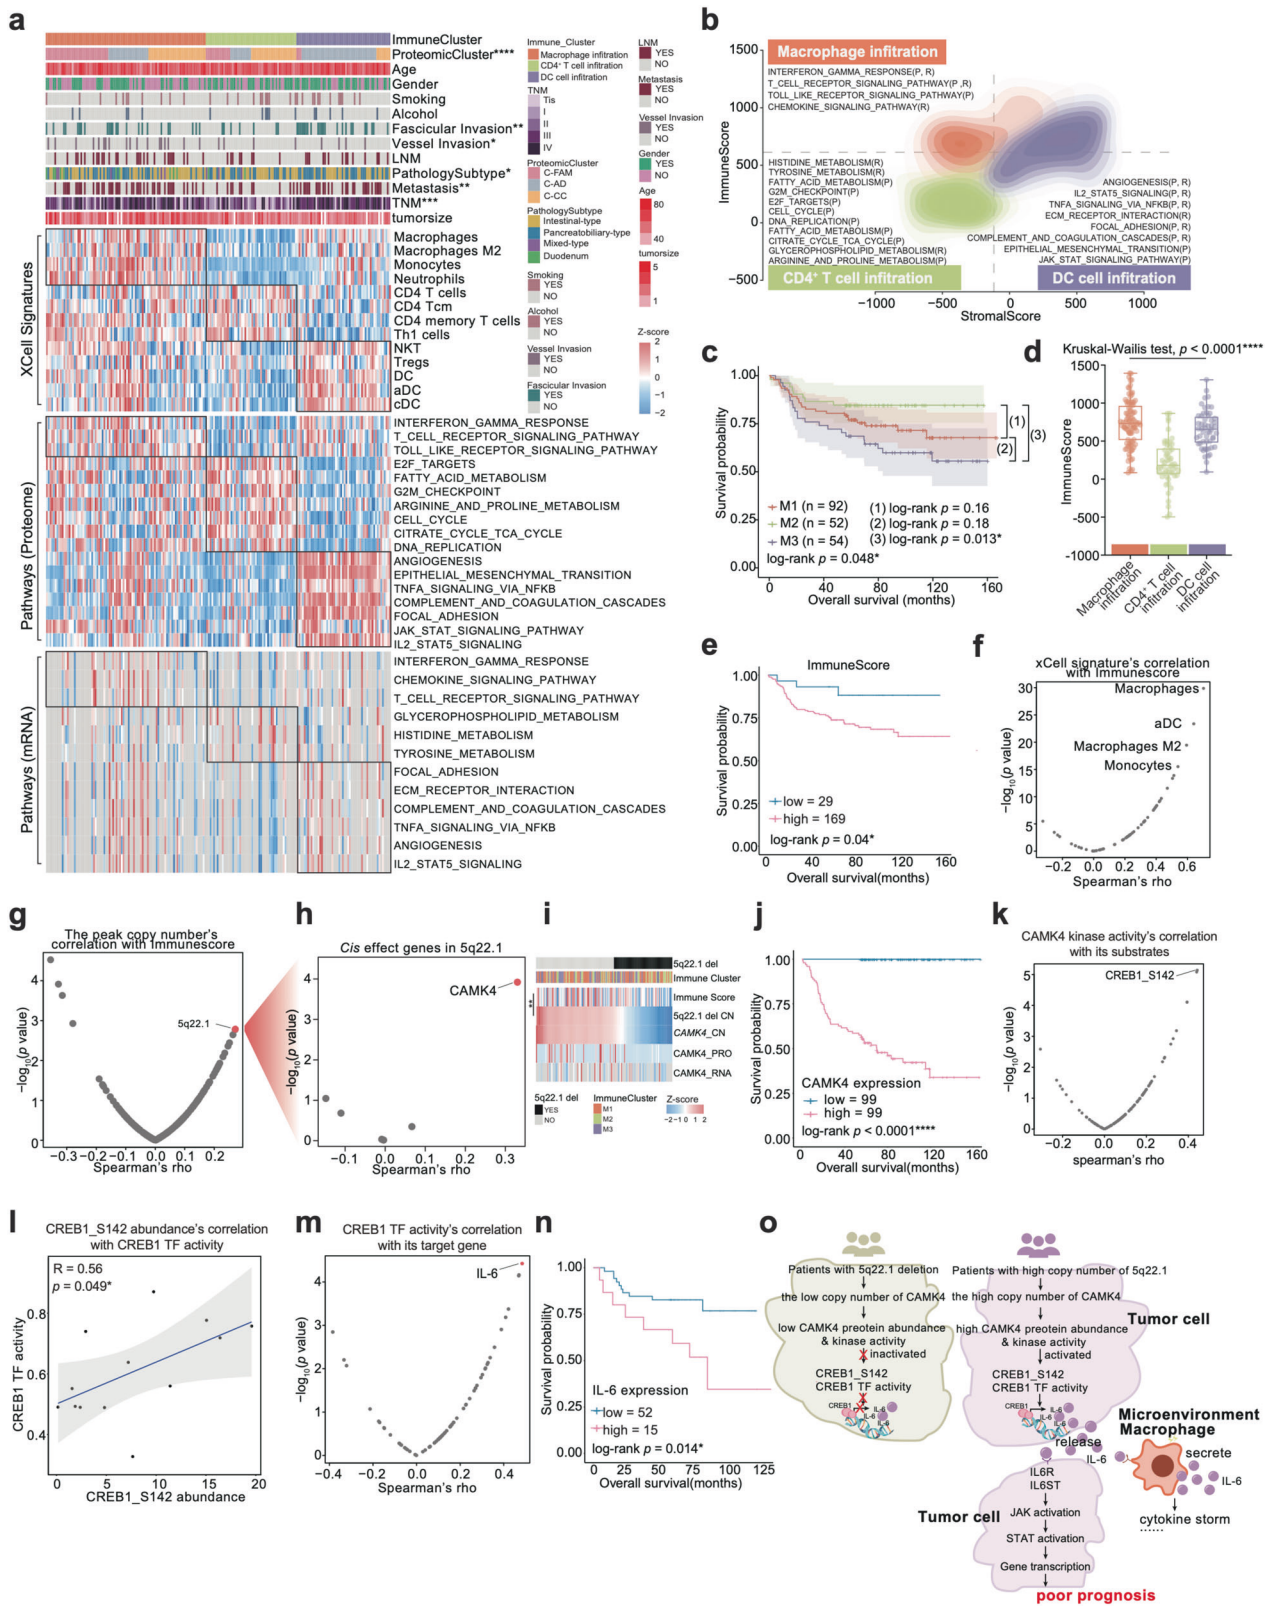 a
ImmuneCluster
ProteomicCluster****
Age
Gender
Smoking
Alcohol
Fascicular Invasion**
Vessel Invasion*
LNM
PathologySubtype*
Metastasis**
TNM***
tumorsize
XCell Signatures
Macrophages
Macrophages M2
Monocytes
Neutrophils
CD4 T cells
CD4 Tcm
CD4 memory T cells
Th1 cells
NKT
Tregs
DC
aDC
cDC
Pathways (Proteome)
INTERFERON_GAMMA_RESPONSE
T_CELL_RECEPTOR_SIGNALING_PATHWAY
TOLL_LIKE_RECEPTOR_SIGNALING_PATHWAY
E2F_TARGETS
FATTY_ACID_METABOLISM
G2M_CHECKPOINT
ARGININE_AND_PROLINE_METABOLISM
CELL_CYCLE
CITRATE_CYCLE_TCA_CYCLE
DNA_REPLICATION
ANGIOGENESIS
EPITHELIAL_MESENCHYMAL_TRANSITION
TNFA_SIGNALING_VIA_NFKB
COMPLEMENT_AND_COAGULATION_CASCADES
FOCAL_ADHESION
JAK_STAT_SIGNALING_PATHWAY
IL2_STAT5_SIGNALING
Pathways (mRNA)
INTERFERON_GAMMA_RESPONSE
CHEMOKINE_SIGNALING_PATHWAY
T_CELL_RECEPTOR_SIGNALING_PATHWAY
GLYCEROPHOSPHOLIPID_METABOLISM
HISTIDINE_METABOLISM
TYROSINE_METABOLISM
FOCAL_ADHESION
ECM_RECEPTOR_INTERACTION
COMPLEMENT_AND_COAGULATION_CASCADES
TNFA_SIGNALING_VIA_NFKB
ANGIOGENESIS
IL2_STAT5_SIGNALING
Immune_Cluster
Macrophage infitration
CD4⁺ T cell infitration
DC cell infitration
TNM
Tis
I
II
III
IV
ProteomicCluster
C-FAM
C-AD
C-CC
PathologySubtype
Intestinal-type
Pancreatobiliary-type
Mixed-type
Duodenum
Smoking
YES
NO
Alcohol
YES
NO
Vessel Invasion
YES
NO
Fascicular Invasion
YES
NO
LNM
YES
NO
Metastasis
YES
NO
Vessel Invasion
YES
NO
Gender
YES
NO
Age
80
40
tumorsize
5
1
Z-score
2
1
0
−1
−2
b
Macrophage infitration
INTERFERON_GAMMA_RESPONSE(P, R)
T_CELL_RECEPTOR_SIGNALING_PATHWAY(P ,R)
TOLL_LIKE_RECEPTOR_SIGNALING_PATHWAY(P)
CHEMOKINE_SIGNALING_PATHWAY(R)
HISTIDINE_METABOLISM(R)
TYROSINE_METABOLISM(R)
FATTY_ACID_METABOLISM(P)
G2M_CHECKPOINT(P)
E2F_TARGETS(P)
CELL_CYCLE(P)
DNA_REPLICATION(P)
FATTY_ACID_METABOLISM(P)
CITRATE_CYCLE_TCA_CYCLE(P)
GLYCEROPHOSPHOLIPID_METABOLISM(R)
ARGININE_AND_PROLINE_METABOLISM(P)
CD4⁺ T cell infitration
ANGIOGENESIS(P, R)
IL2_STAT5_SIGNALING(P, R)
TNFA_SIGNALING_VIA_NFKB(P, R)
ECM_RECEPTOR_INTERACTION(R)
FOCAL_ADHESION(P, R)
COMPLEMENT_AND_COAGULATION_CASCADES(P, R)
EPITHELIAL_MESENCHYMAL_TRANSITION(P)
JAK_STAT_SIGNALING_PATHWAY(P)
DC cell infitration
ImmuneScore
1500
1000
500
0
−500
−1000 −500 0 500 1000
StromalScore
c
Survival probability
1.00
0.75
0.50
0.25
0.00
(1)
(2)
(3)
M1 (n = 92)
M2 (n = 52)
M3 (n = 54)
(1) log-rank p = 0.16
(2) log-rank p = 0.18
(3) log-rank p = 0.013*
log-rank p = 0.048*
0 40 80 120 160
Overall survival (months)
d
Kruskal-Wailis test, p < 0.0001****
ImmuneScore
1500
1000
500
0
-500
-1000
Macrophage infitration
CD4⁺ T cell infitration
DC cell infitration
e
ImmuneScore
Survival probability
1.00
0.75
0.50
0.25
0.00
low = 29
high = 169
log-rank p = 0.04*
0 40 80 120 160
Overall survival(months)
f
xCell signature's correlation
with Immunescore
Macrophages
aDC
Macrophages M2
Monocytes
−log₁₀(p value)
30
25
20
15
10
5
0
−0.2 0.0 0.2 0.4 0.6
Spearman's rho
g
The peak copy number's
correlation with Immunescore
5q22.1
−log₁₀(p value)
4
3
2
1
0
−0.3 −0.2 −0.1 0.0 0.2
Spearman's rho
h
Cis effect genes in 5q22.1
CAMK4
−log₁₀(p value)
4
3
2
1
0
−0.1 0.0 0.1 0.2 0.3
Spearman's rho
i
5q22.1 del
Immune Cluster
Immune Score
5q22.1 del CN
CAMK4_CN
CAMK4_PRO
CAMK4_RNA
**
5q22.1 del
YES
NO
ImmuneCluster
M1
M2
M3
Z-score
−2−1 0 1 2
j
Survival probability
1.00
0.75
0.50
0.25
0.00
CAMK4 expression
low = 99
high = 99
log-rank p < 0.0001****
0 40 80 120 160
Overall survival(months)
k
CAMK4 kinase activity's correlation
with its substrates
CREB1_S142
−log₁₀(p value)
5
4
3
2
1
0
−0.2 0.0 0.2 0.4
spearman's rho
l
CREB1_S142 abundance's correlation
with CREB1 TF activity
R = 0.56
p = 0.049*
CREB1 TF activity
0.8
0.6
0.4
0 5 10 15 20
CREB1_S142 abundance
m
CREB1 TF activity's correlation
with its target gene
IL-6
−log₁₀(p value)
4
3
2
1
0
−0.4 −0.2 0.0 0.2 0.4
Spearman's rho
n
Survival probability
1.00
0.75
0.50
0.25
0.00
IL-6 expression
low = 52
high = 15
log-rank p = 0.014*
0 25 50 75 100 125
Overall survival(months)
o
Patients with 5q22.1 deletion
the low copy number of CAMK4
low CAMK4 preotein abundance
& kinase activity
inactivated
CREB1_S142
CREB1 TF activity
CREB1
IL-6
IL-6
IL-6
Patients with high copy number of 5q22.1
the high copy number of CAMK4
high CAMK4 preotein abundance
& kinase activity
activated
CREB1_S142
CREB1 TF activity
CREB1
IL-6
IL-6
IL-6
Tumor cell
release
IL-6
Microenvironment
Macrophage
secrete
IL-6
cytokine storm
......
Tumor cell
IL6R
IL6ST
JAK activation
STAT activation
Gene transcription
poor prognosis